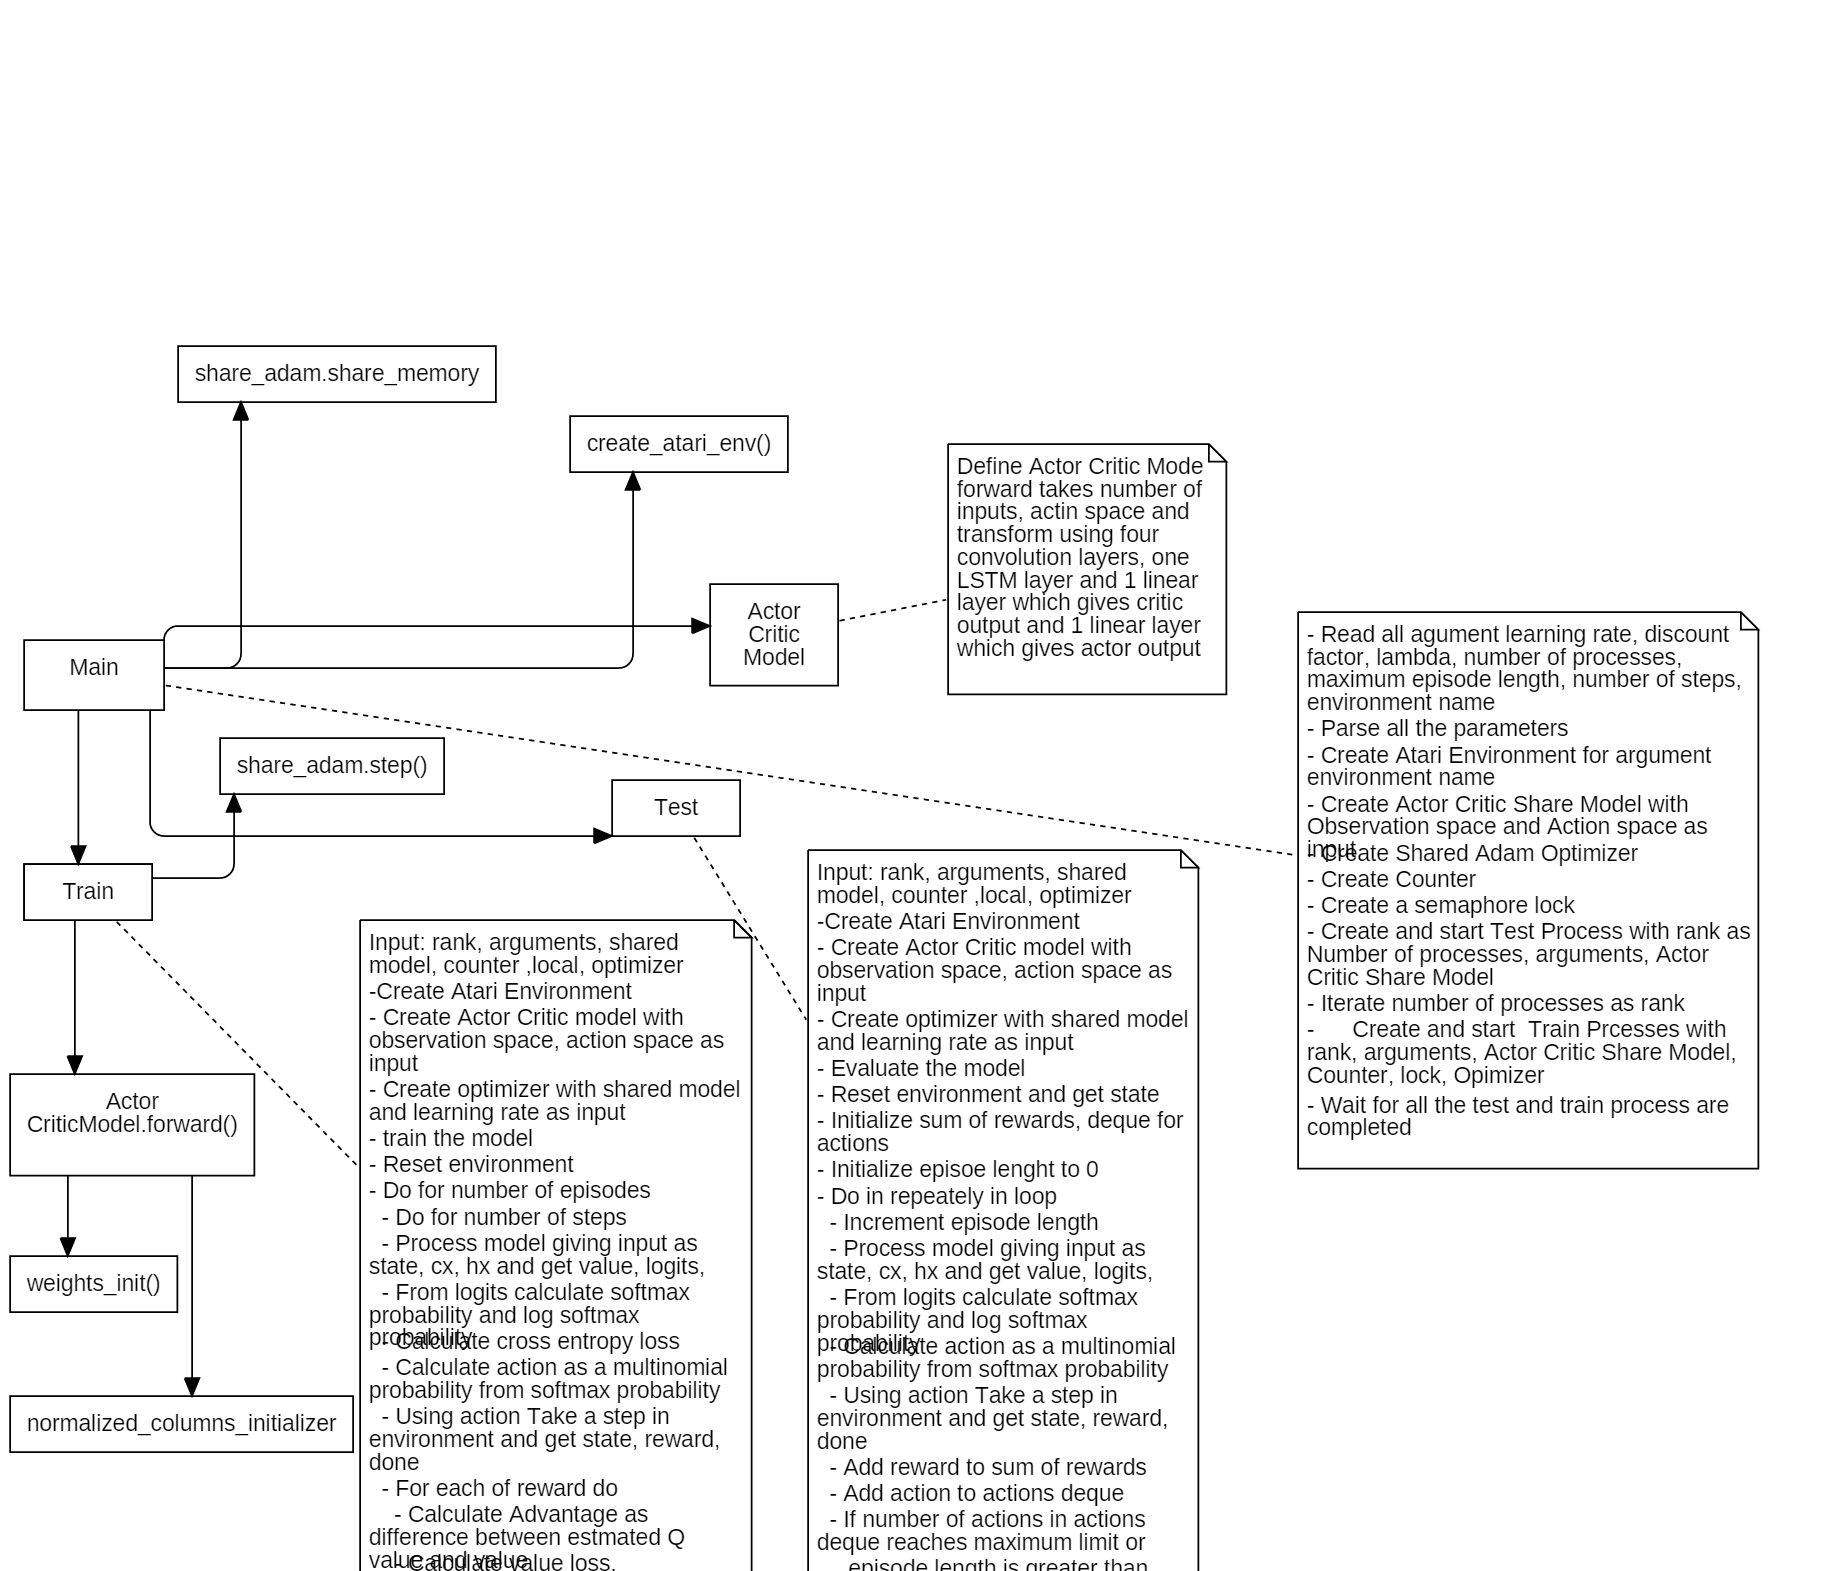 share_adam.share_memory
create_atari_env()
Define Actor Critic Mode
forward takes number of
inputs, actin space and
transform using four
convolution layers, one
LSTM layer and 1 linear
layer which gives critic
output and 1 linear layer
which gives actor output
Actor
Critic
Model
Main
- Read all agument learning rate, discount
factor, lambda, number of processes,
maximum episode length, number of steps,
environment name
- Parse all the parameters
- Create Atari Environment for argument
environment name
- Create Actor Critic Share Model with
Observation space and Action space as
input
- Create Shared Adam Optimizer
- Create Counter
- Create a semaphore lock
- Create and start Test Process with rank as
Number of processes, arguments, Actor
Critic Share Model
- Iterate number of processes as rank
-      Create and start  Train Prcesses with
rank, arguments, Actor Critic Share Model,
Counter, lock, Opimizer
- Wait for all the test and train process are
completed
share_adam.step()
Test
Train
Input: rank, arguments, shared
model, counter ,local, optimizer
-Create Atari Environment
- Create Actor Critic model with
observation space, action space as
input
- Create optimizer with shared model
and learning rate as input
- Evaluate the model
- Reset environment and get state
- Initialize sum of rewards, deque for
actions
- Initialize episoe lenght to 0
- Do in repeately in loop
- Increment episode length
- Process model giving input as
state, cx, hx and get value, logits,
- From logits calculate softmax
probability and log softmax
probability
- Calculate action as a multinomial
probability from softmax probability
- Using action Take a step in
environment and get state, reward,
done
- Add reward to sum of rewards
- Add action to actions deque
- If number of actions in actions
deque reaches maximum limit or
episode length is greater than
Input: rank, arguments, shared
model, counter ,local, optimizer
-Create Atari Environment
- Create Actor Critic model with
observation space, action space as
input
- Create optimizer with shared model
and learning rate as input
- train the model
- Reset environment
- Do for number of episodes
- Do for number of steps
- Process model giving input as
state, cx, hx and get value, logits,
- From logits calculate softmax
probability and log softmax
probability
- Calculate cross entropy loss
- Calculate action as a multinomial
probability from softmax probability
- Using action Take a step in
environment and get state, reward,
done
- For each of reward do
- Calculate Advantage as
difference between estmated Q
value and value
- Calculate value loss.
Actor
CriticModel.forward()
weights_init()
normalized_columns_initializer